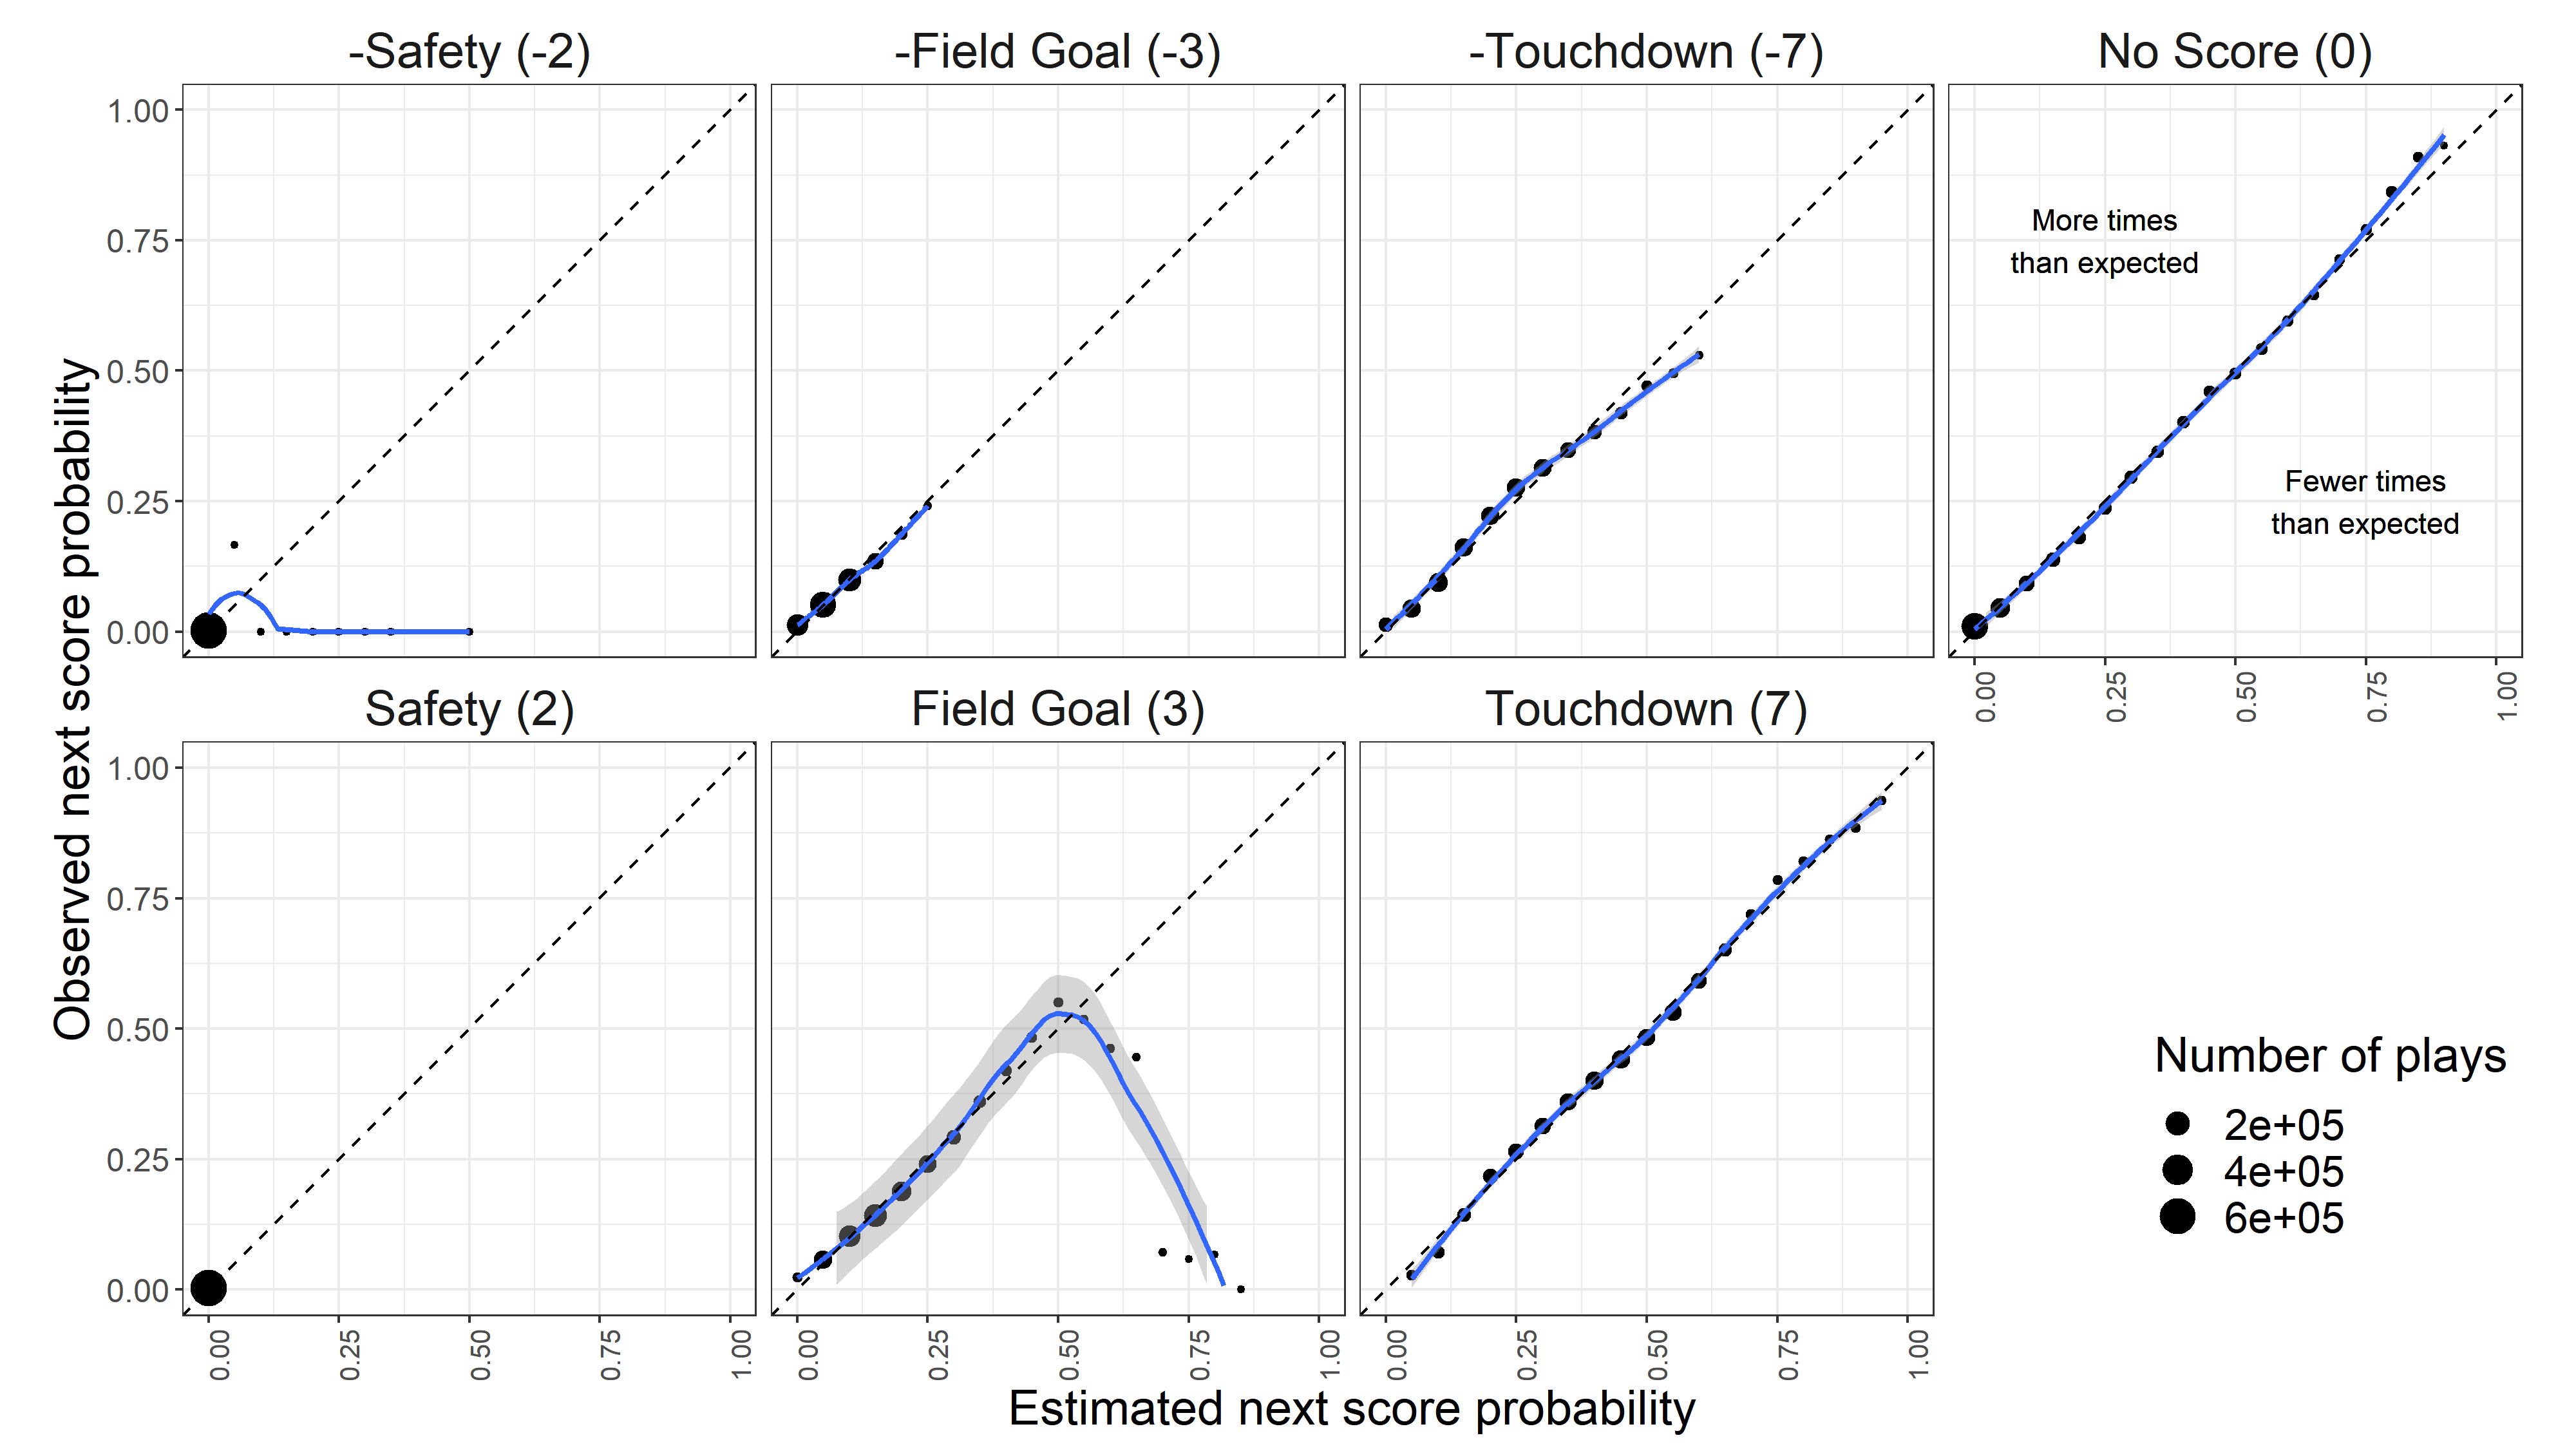 -Safety (-2)
-Field Goal (-3)
-Touchdown (-7)
No Score (0)
1.00
0.75
0.50
0.25
0.00
More times
than expected
Fewer times
than expected
0.00
0.25
0.50
0.75
1.00
Safety (2)
Field Goal (3)
Touchdown (7)
1.00
0.75
0.50
0.25
0.00
0.00
0.25
0.50
0.75
1.00
0.00
0.25
0.50
0.75
1.00
0.00
0.25
0.50
0.75
1.00
Observed next score probability
Estimated next score probability
Number of plays
2e+05
4e+05
6e+05